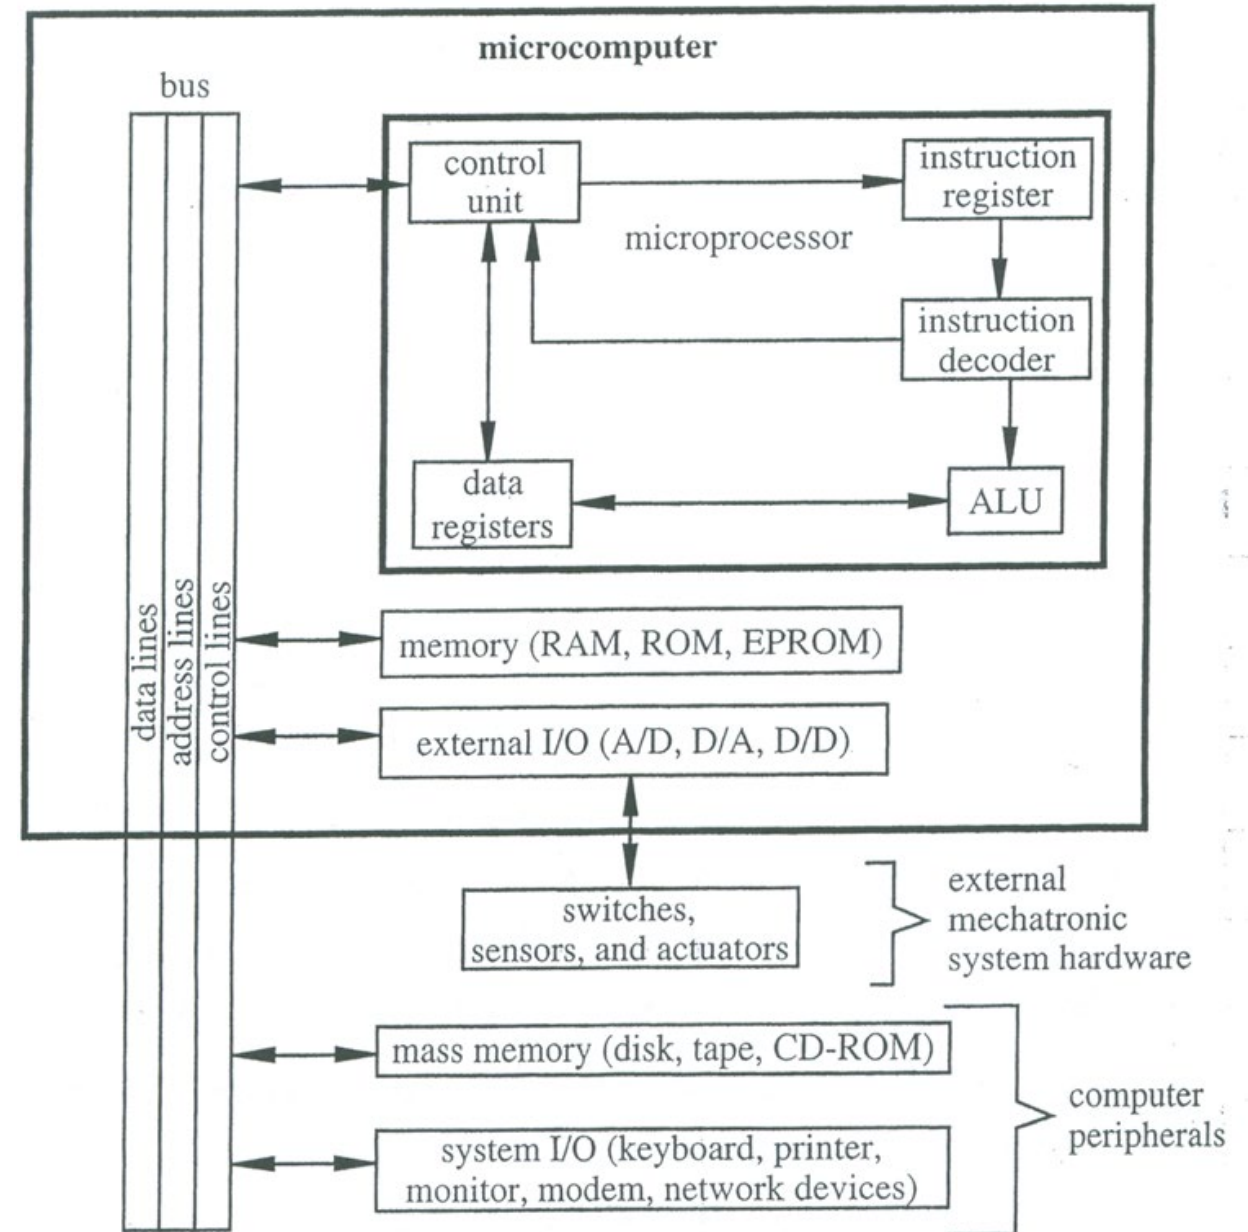 microcomputer
bus
control
unit
instruction
register
microprocessor
instruction
decoder
data
registers
ALU
data lines
address lines
control lines
memory (RAM, ROM, EPROM)
external I/O (A/D, D/A, D/D)
switches,
sensors, and actuators
external
mechatronic
system hardware
mass memory (disk, tape, CD-ROM)
computer
peripherals
system I/O (keyboard, printer,
monitor, modem, network devices)